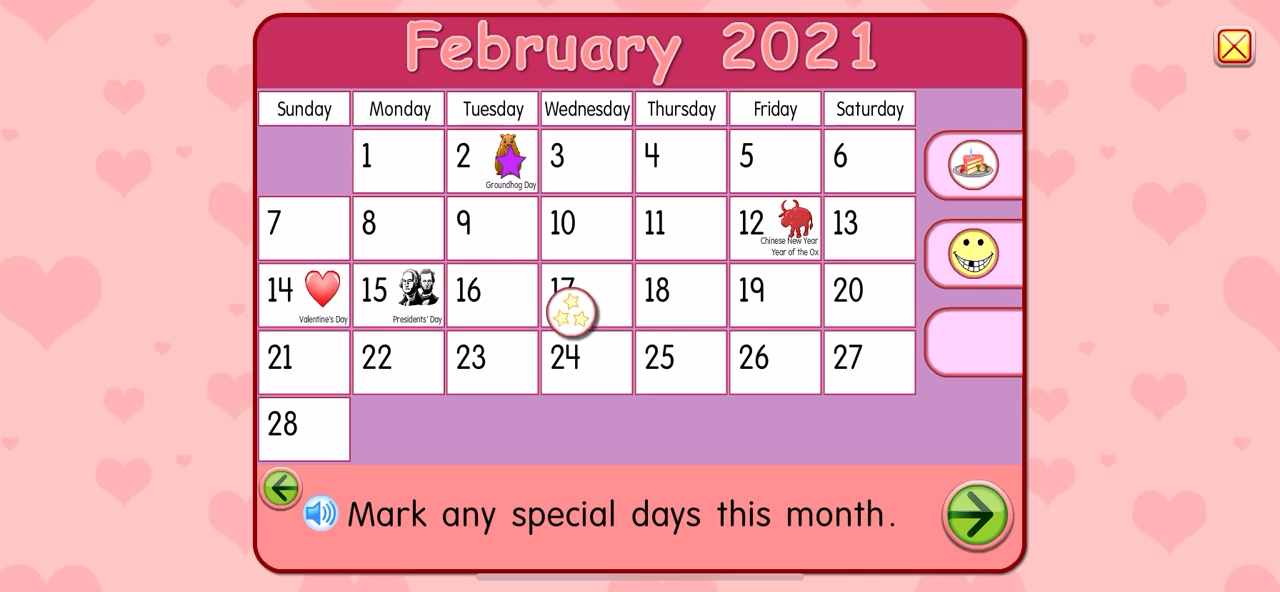 February 2021
Sunday Monday Tuesday Wednesday Thursday Friday Saturday
1 2 3 4 5 6
Groundhog Day
7 8 9 10 11 12 13
Chinese New Year
Year of the Ox
14 15 16 17 18 19 20
Valentine's Day Presidents' Day
21 22 23 24 25 26 27
28
Mark any special days this month.